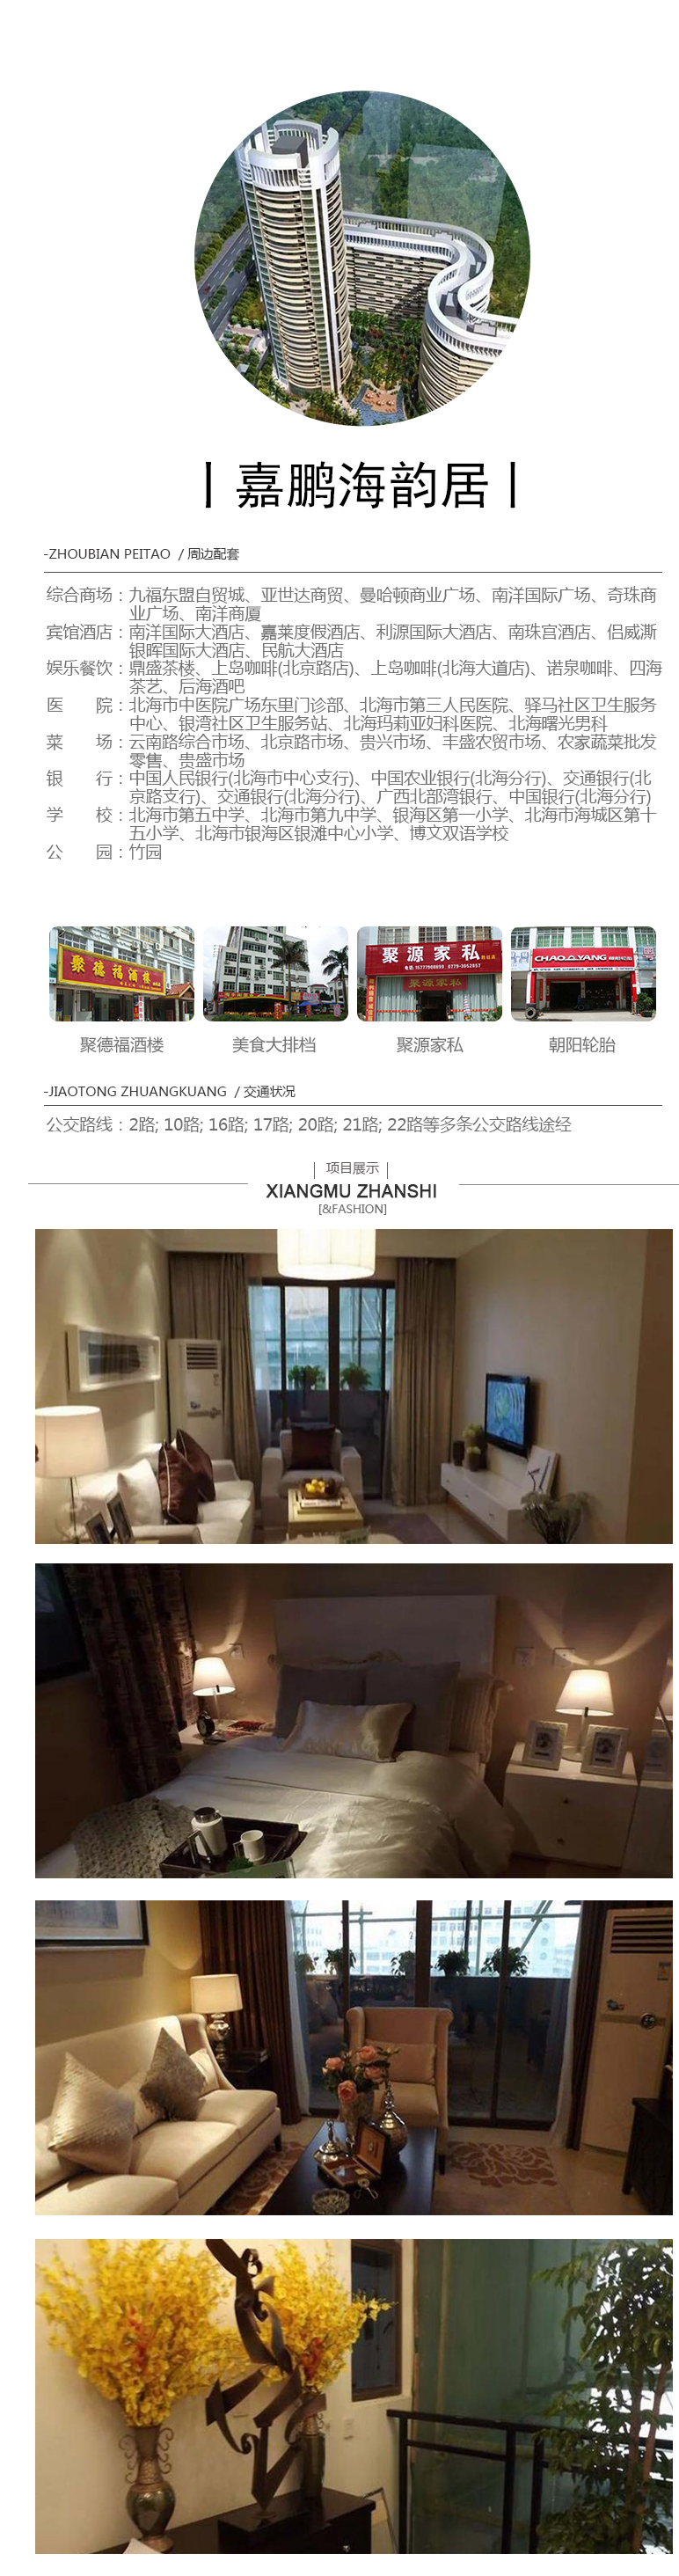 丨嘉鹏海韵居丨
-ZHOUBIAN PEITAO / 周边配套
综合商场：九福东盟自贸城、亚世达商贸、曼哈顿商业广场、南洋国际广场、奇珠商
业广场、南洋商厦
宾馆酒店：南洋国际大酒店、嘉莱度假酒店、利源国际大酒店、南珠宫酒店、侣威澌
银晖国际大酒店、民航大酒店
娱乐餐饮：鼎盛茶楼、上岛咖啡(北京路店)、上岛咖啡(北海大道店)、诺泉咖啡、四海
茶艺、后海酒吧
医 院：北海市中医院广场东里门诊部、北海市第三人民医院、驿马社区卫生服务
中心、银湾社区卫生服务站、北海玛莉亚妇科医院、北海曙光男科
菜 场：云南路综合市场、北京路市场、贵兴市场、丰盛农贸市场、农家蔬菜批发
零售、贵盛市场
银 行：中国人民银行(北海市中心支行)、中国农业银行(北海分行)、交通银行(北
京路支行)、交通银行(北海分行)、广西北部湾银行、中国银行(北海分行)
学 校：北海市第五中学、北海市第九中学、银海区第一小学、北海市海城区第十
五小学、北海市银海区银滩中心小学、博文双语学校
公 园：竹园
聚德福酒楼
聚源家私
聚源家私
CHAOYANG
聚德福酒楼 美食大排档 聚源家私 朝阳轮胎
-JIAOTONG ZHUANGKUANG / 交通状况
公交路线：2路; 10路; 16路; 17路; 20路; 21路; 22路等多条公交路线途经
| 项目展示 |
XIANGMU ZHANSHI
[&FASHION]